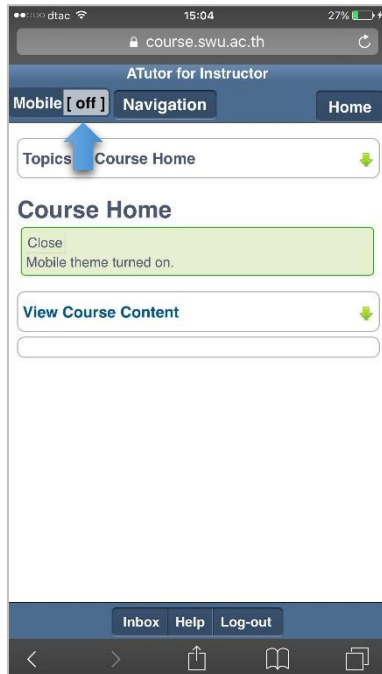 dtac 15:04 27%
course.swu.ac.th
ATutor for Instructor
Mobile [ off ] Navigation Home
Topics Course Home
Course Home
Close
Mobile theme turned on.
View Course Content
Inbox Help Log-out